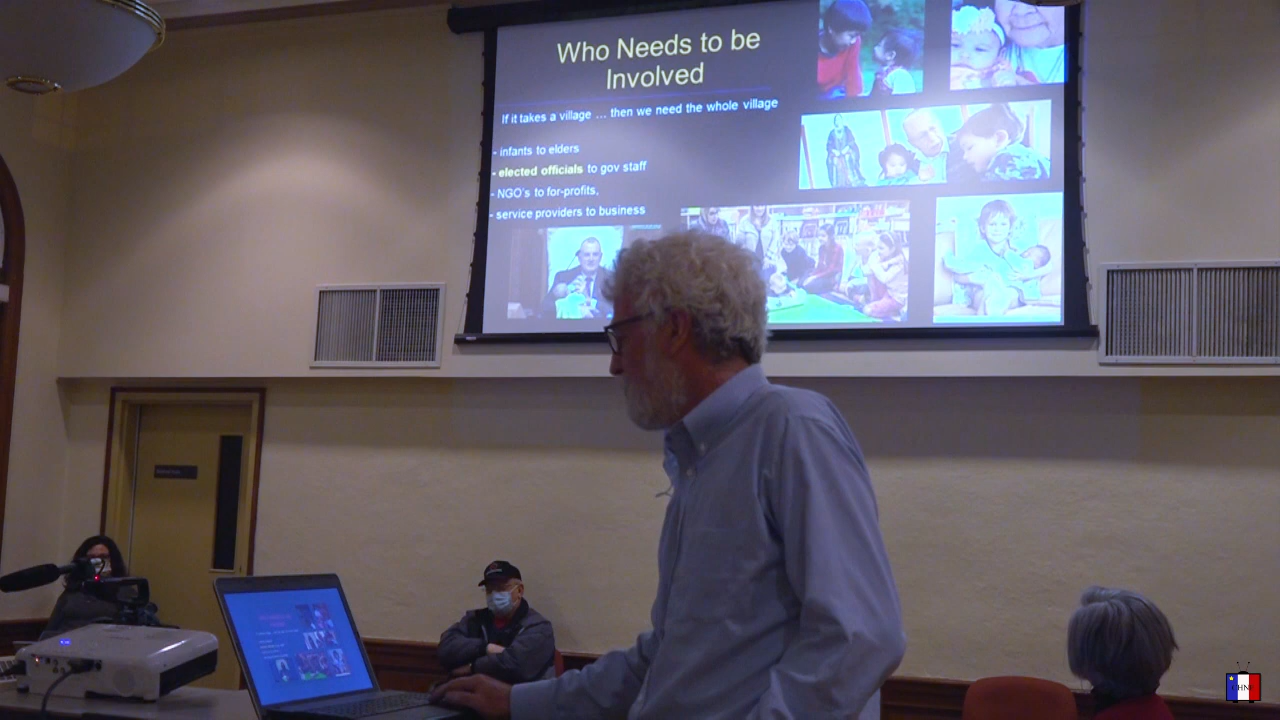 Who Needs to be
Involved
If it takes a village ... then we need the whole village
- infants to elders
- elected officials to gov staff
- NGO's to for-profits,
- service providers to business